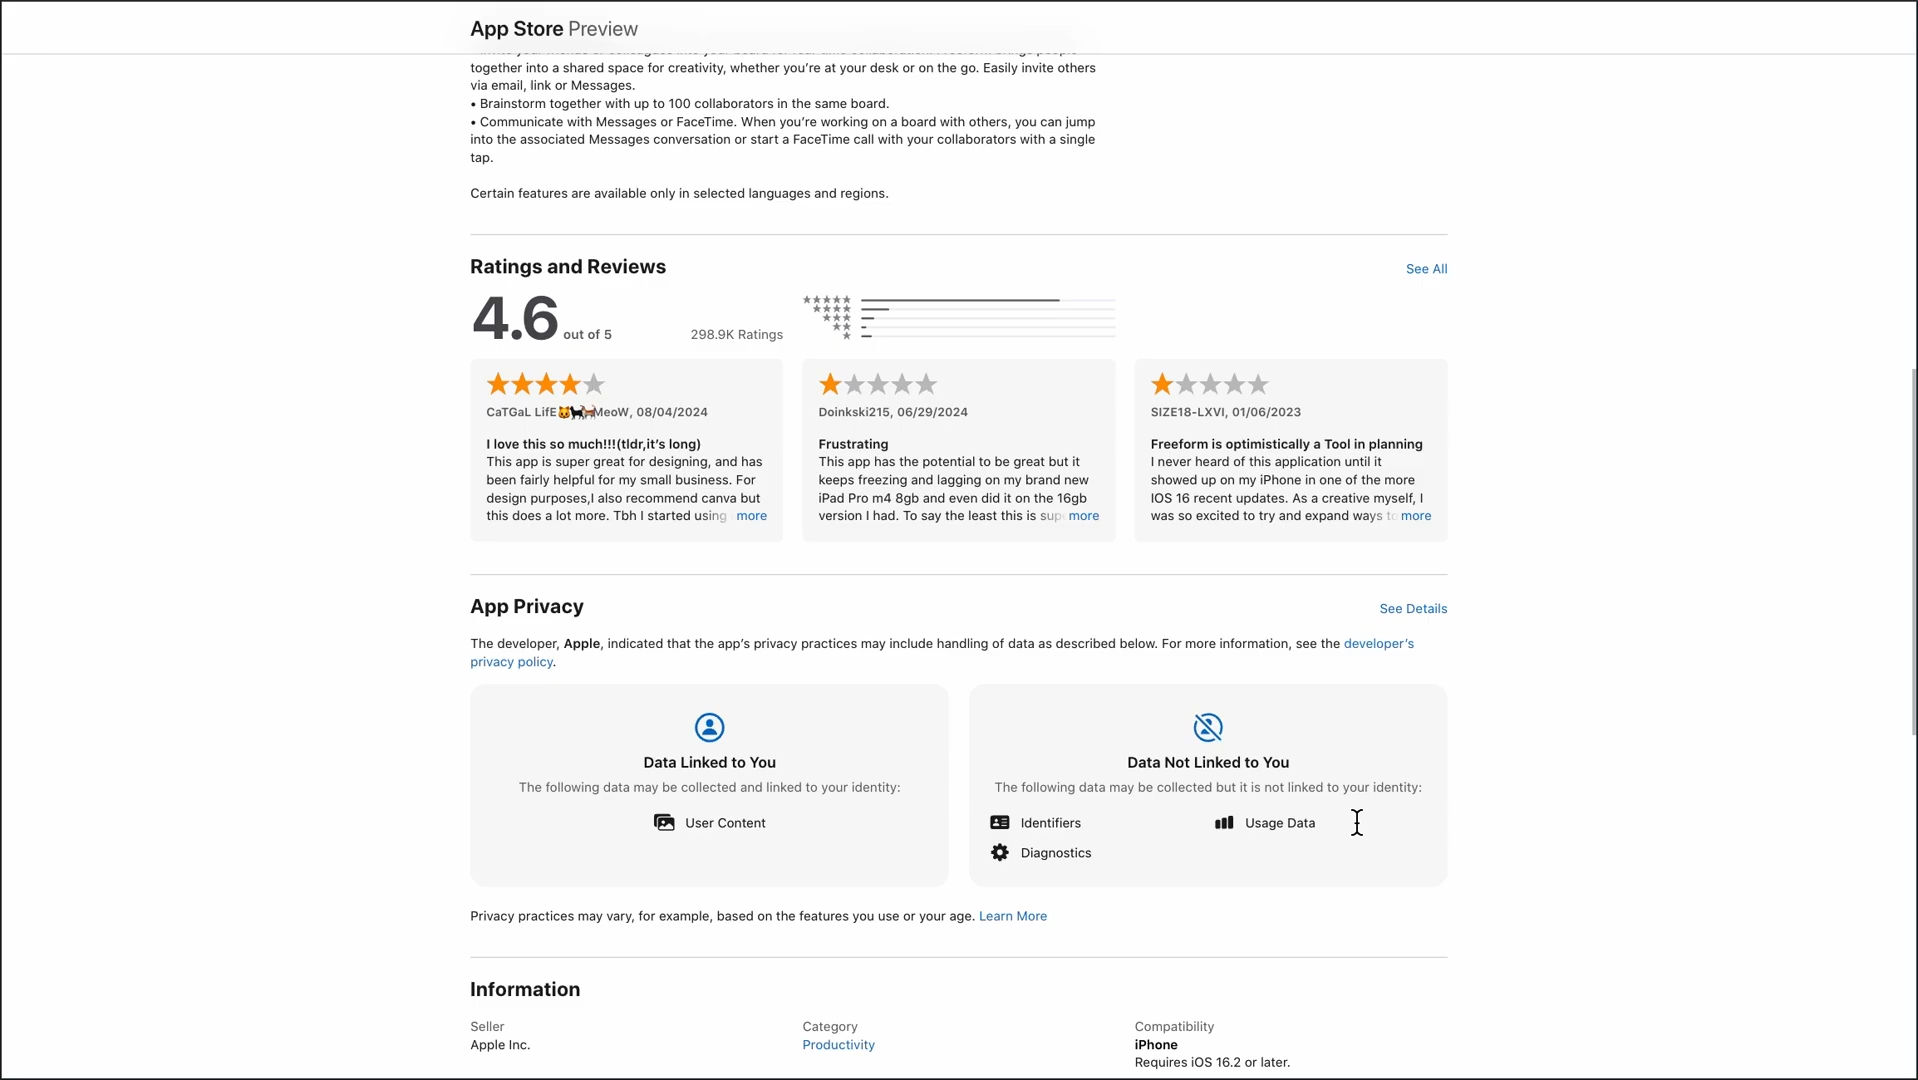 App Store Preview
together into a shared space for creativity, whether you're at your desk or on the go. Easily invite others
via email, link or Messages.
• Brainstorm together with up to 100 collaborators in the same board.
• Communicate with Messages or FaceTime. When you're working on a board with others, you can jump
into the associated Messages conversation or start a FaceTime call with your collaborators with a single
tap.
Certain features are available only in selected languages and regions.
Ratings and Reviews
See All
4.6 out of 5
298.9K Ratings
CaTGaL LifE🐱🐈‍⬛🐈MeoW, 08/04/2024
I love this so much!!!(tldr,it's long)
This app is super great for designing, and has
been fairly helpful for my small business. For
design purposes,I also recommend canva but
this does a lot more. Tbh I started using more
Doinkski215, 06/29/2024
Frustrating
This app has the potential to be great but it
keeps freezing and lagging on my brand new
iPad Pro m4 8gb and even did it on the 16gb
version I had. To say the least this is sup more
SIZE18-LXVI, 01/06/2023
Freeform is optimistically a Tool in planning
I never heard of this application until it
showed up on my iPhone in one of the more
IOS 16 recent updates. As a creative myself, I
was so excited to try and expand ways to more
App Privacy
See Details
The developer, Apple, indicated that the app's privacy practices may include handling of data as described below. For more information, see the developer's
privacy policy.
Data Linked to You
The following data may be collected and linked to your identity:
User Content
Data Not Linked to You
The following data may be collected but it is not linked to your identity:
Identifiers
Usage Data
Diagnostics
Privacy practices may vary, for example, based on the features you use or your age. Learn More
Information
Seller
Apple Inc.
Category
Productivity
Compatibility
iPhone
Requires iOS 16.2 or later.